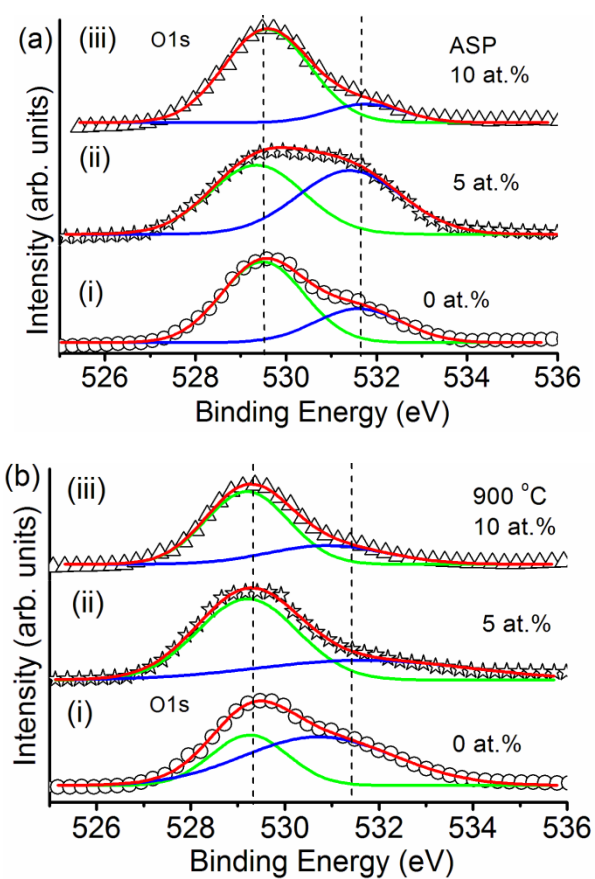 (a)
(iii)
O1s
ASP
10 at.%
(ii)
5 at.%
(i)
0 at.%
Intensity (arb. units)
526 528 530 532 534 536
Binding Energy (eV)
(b)
(iii)
900 °C
10 at.%
(ii)
5 at.%
(i)
O1s
0 at.%
Intensity (arb. units)
526 528 530 532 534 536
Binding Energy (eV)